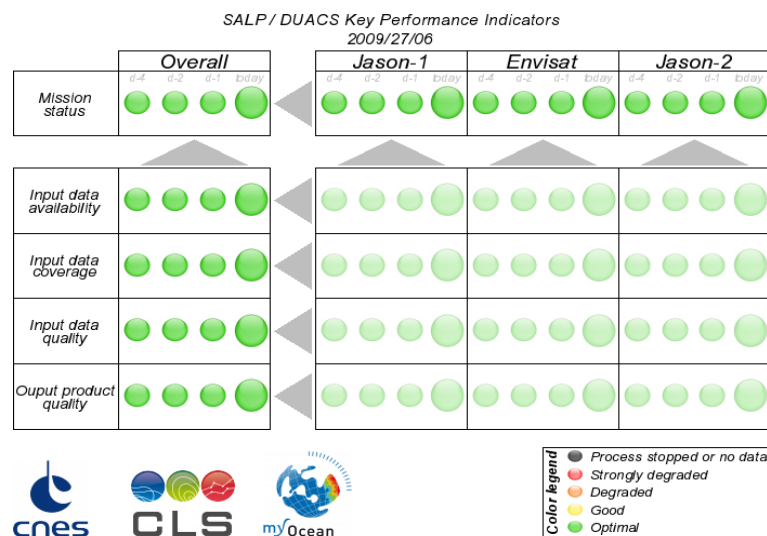 SALP / DUACS Key Performance Indicators
2009/27/06
Overall
Jason-1
Envisat
Jason-2
d-4 d-2 d-1 today
d-4 d-2 d-1 today
d-4 d-2 d-1 today
d-4 d-2 d-1 today
Mission
status
Input data
availability
Input data
coverage
Input data
quality
Ouput product
quality
cnes
CLS
my Ocean
Color legend
Process stopped or no data
Strongly degraded
Degraded
Good
Optimal